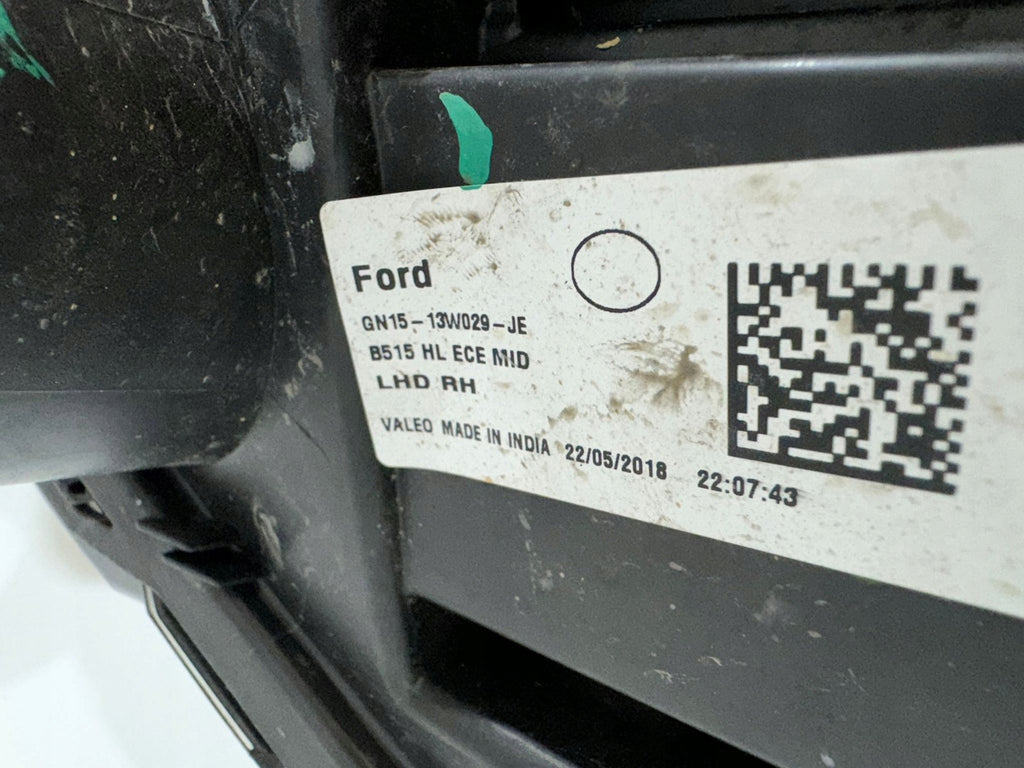 Ford
GN15-13W029-JE
B515 HL ECE MID
LHD RH
VALEO MADE IN INDIA 22/05/2018 22:07:43